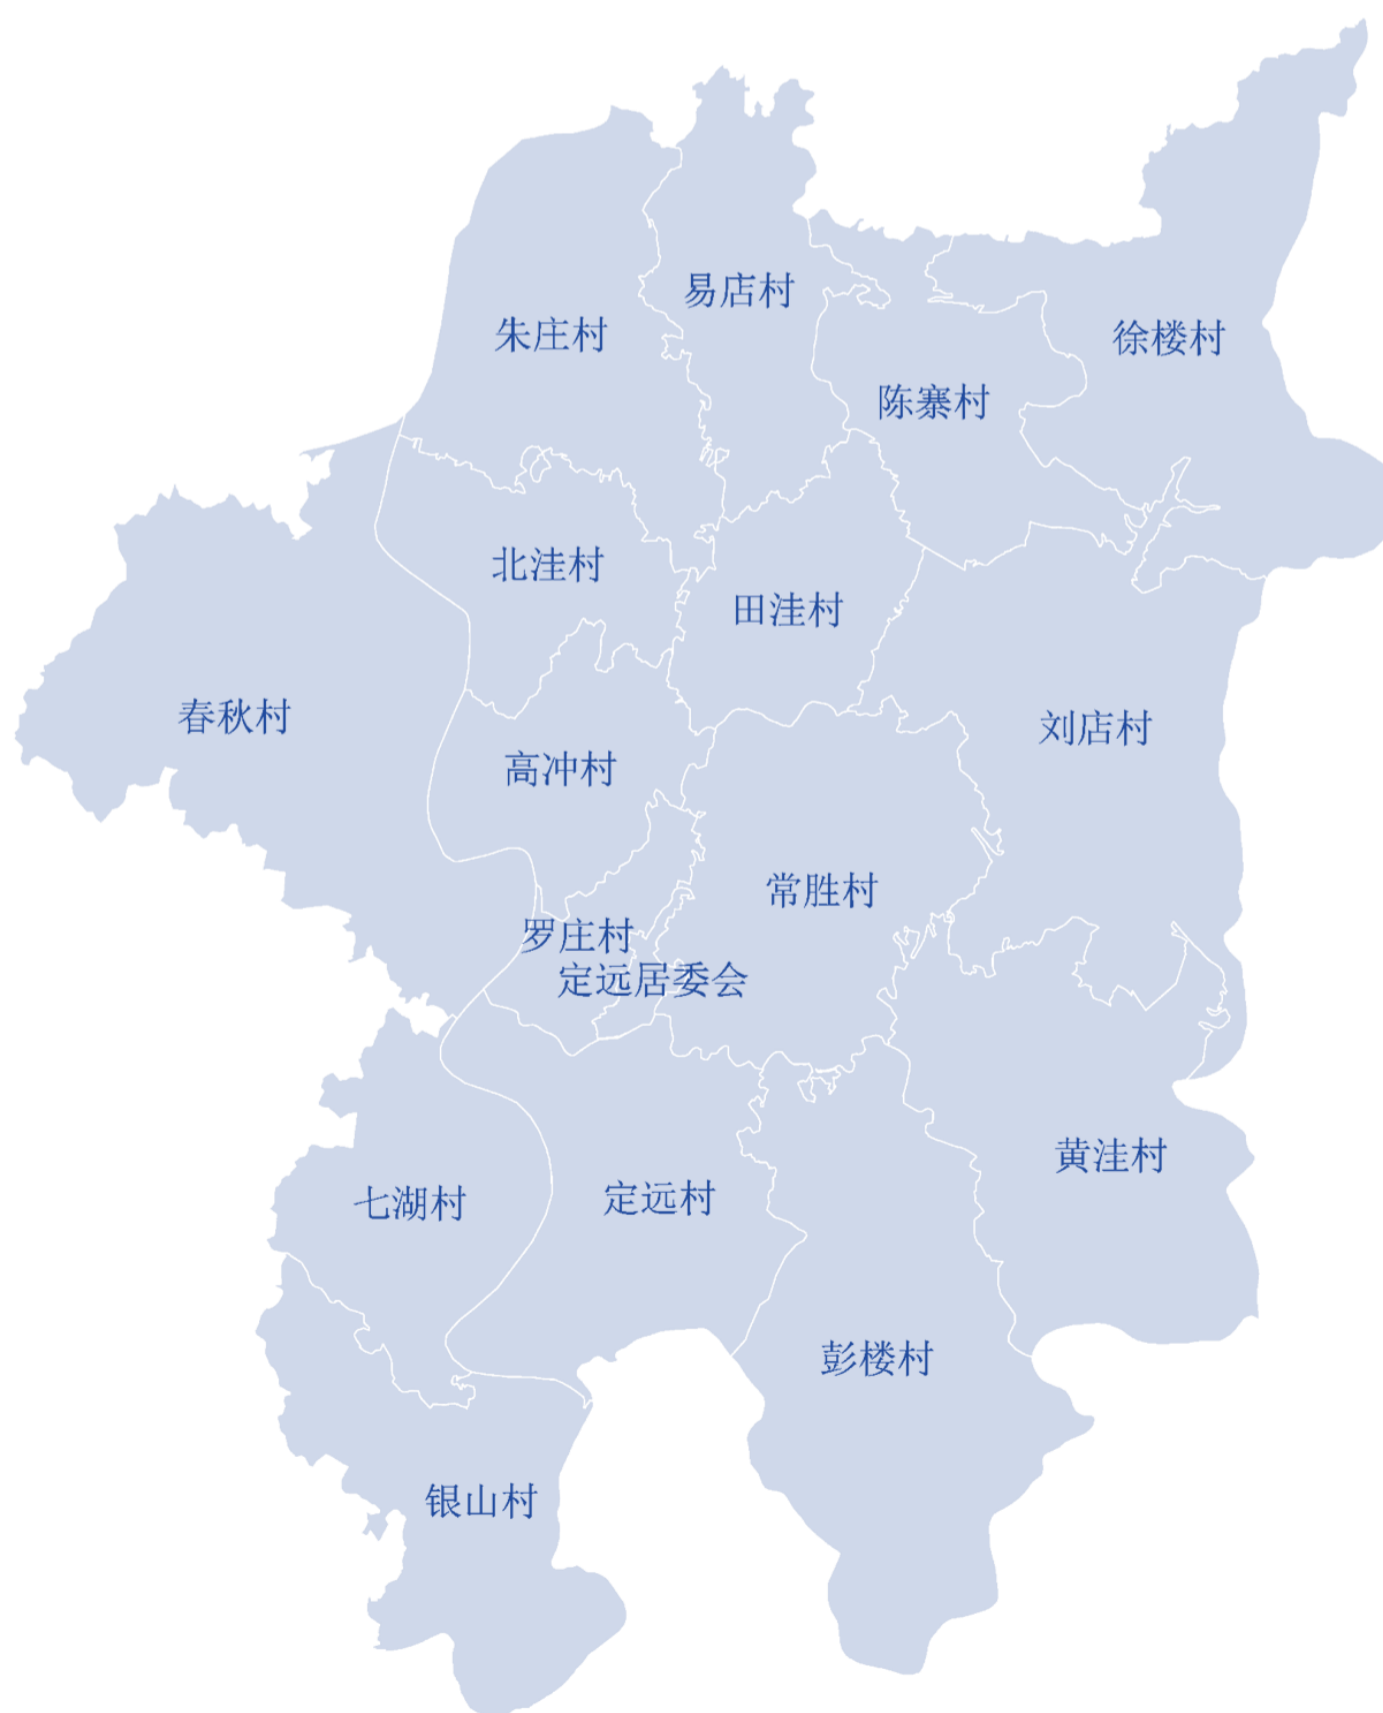 易店村
朱庄村
徐楼村
陈寨村
北洼村
田洼村
春秋村
刘店村
高冲村
常胜村
罗庄村
定远居委会
黄洼村
七湖村
定远村
彭楼村
银山村